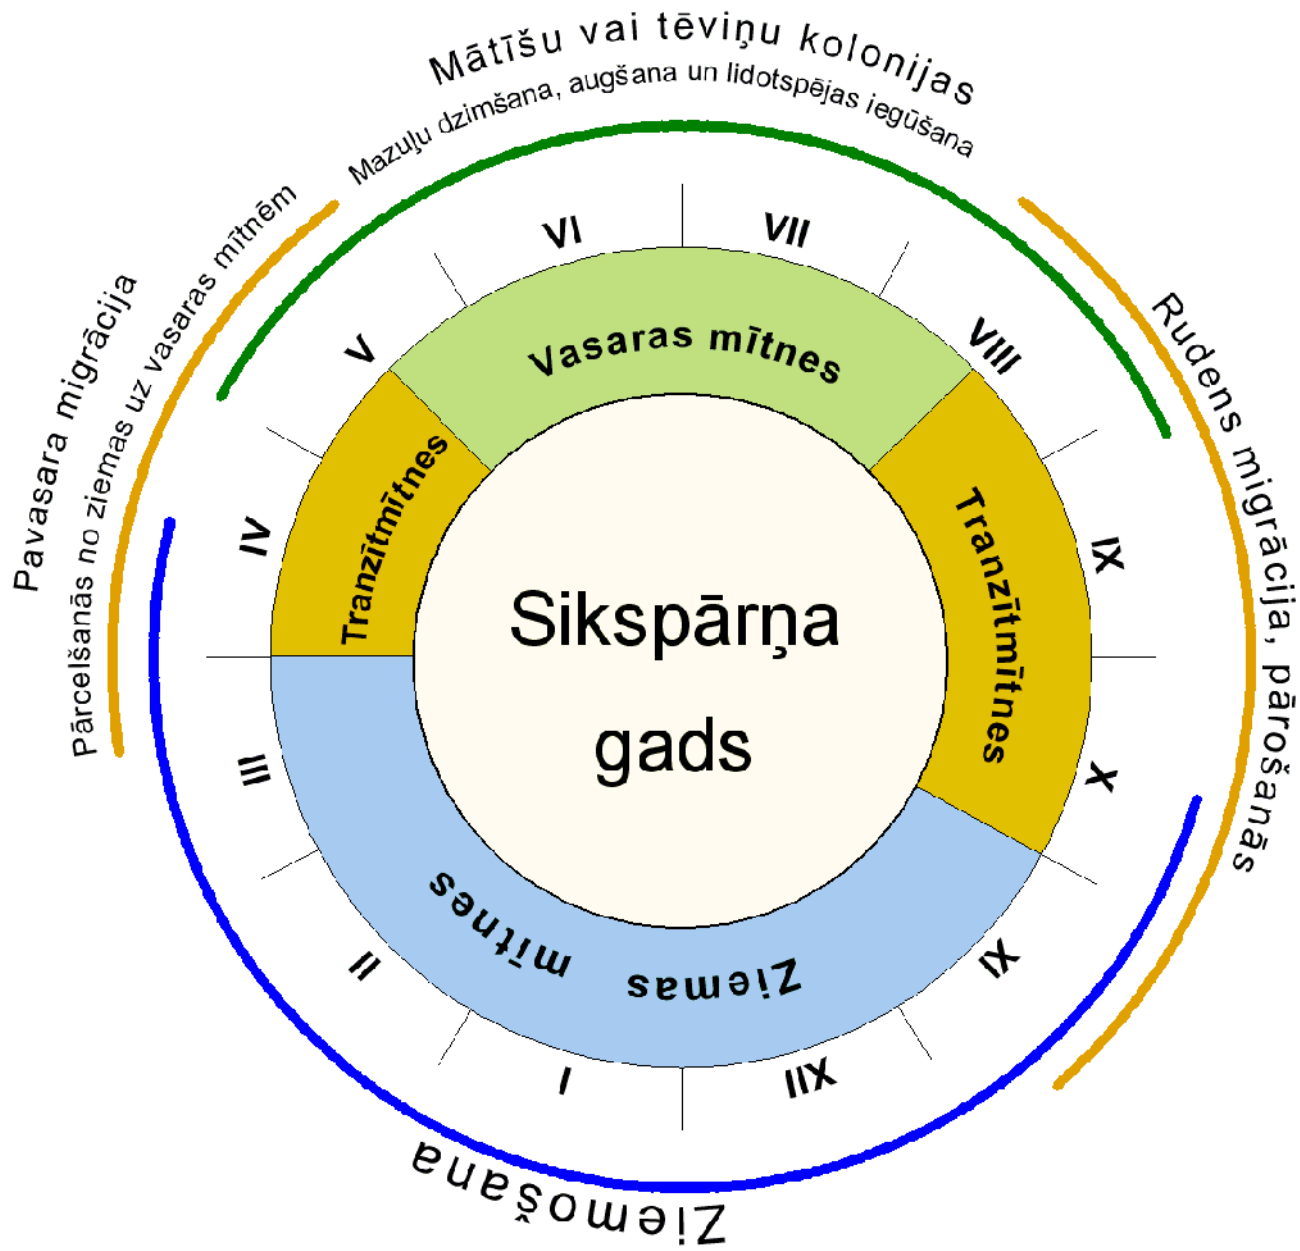 Mātīšu vai tēviņu kolonijas
Mazuļu dzimšana, augšana un lidotspējas iegūšana
Pavasara migrācija
Pārcelšanās no ziemas uz vasaras mītnēm
Rudens migrācija, pārošanās
Ziemošana
I
II
III
IV
V
VI
VII
VIII
IX
X
XI
XII
Vasaras mītnes
Tranzītmītnes
Tranzītmītnes
Ziemas mītnes
Sikspārņa
gads